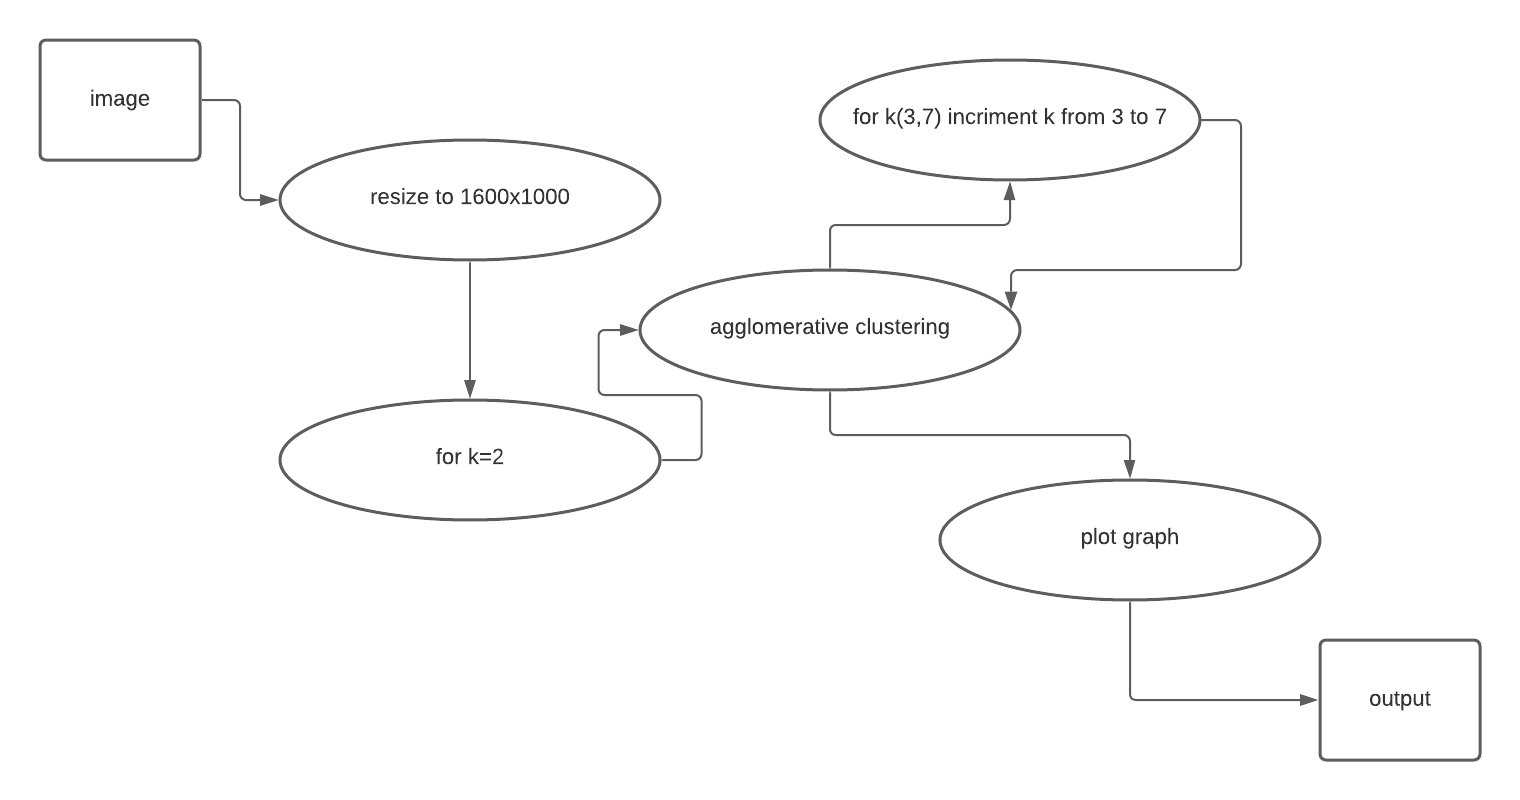 image
resize to 1600x1000
for k=2
agglomerative clustering
for k(3,7) incriment k from 3 to 7
plot graph
output